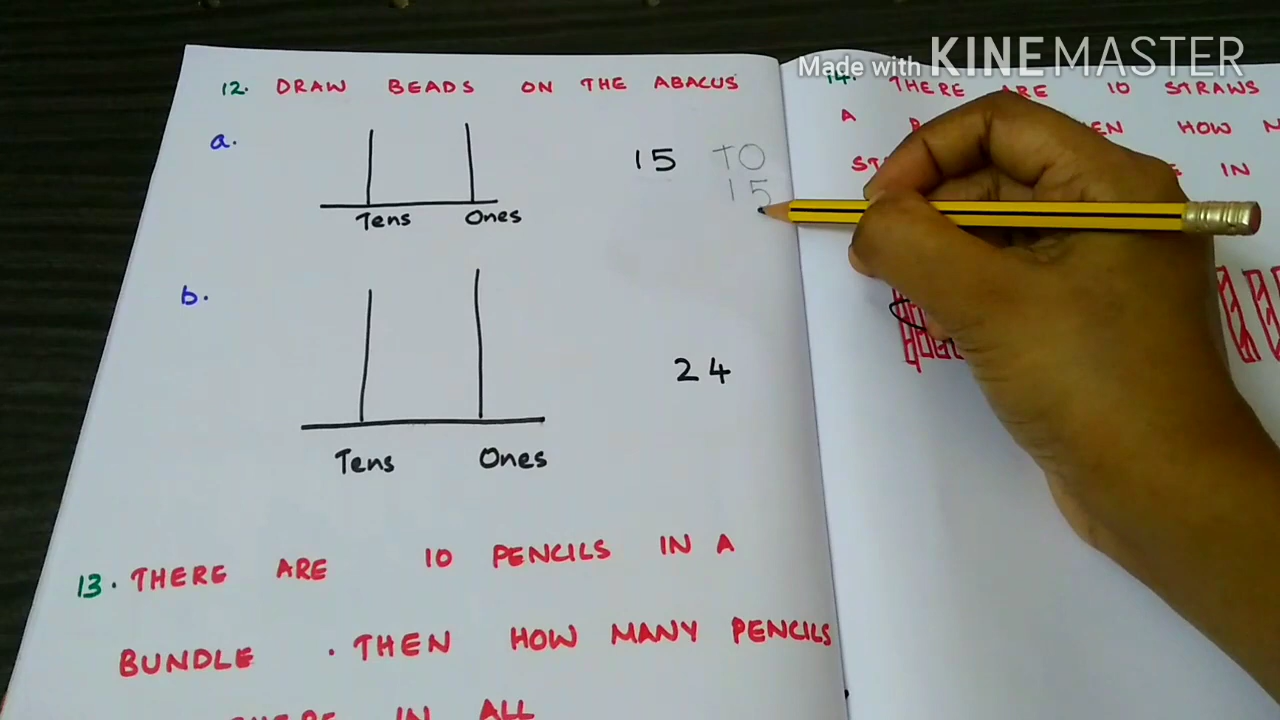 Made with KINEMASTER
12. DRAW BEADS ON THE ABACUS
a.
15 TO
15
Tens Ones
b.
24
Tens Ones
13. THERE ARE 10 PENCILS IN A
BUNDLE . THEN HOW MANY PENCILS
IN ALL
14. THERE ARE 10 STRAWS
A HOW
IN